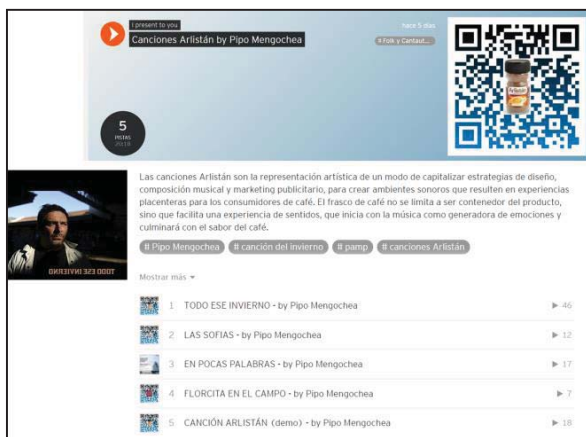 I present to you
Canciones Arlistán by Pipo Mengochea
hace 5 días
# Folk y Cantaut...
5
PISTAS
20:19
Arlistán
Las canciones Arlistán son la representación artística de un modo de capitalizar estrategias de diseño,
composición musical y marketing publicitario, para crear ambientes sonoros que resulten en experiencias
placenteras para los consumidores de café. El frasco de café no se limita a ser contenedor del producto,
sino que facilita una experiencia de sentidos, que inicia con la música como generadora de emociones y
culminará con el sabor del café.
# Pipo Mengochea # canción del invierno # pamp # canciones Arlistán
TODO ESE INVIERNO
Mostrar más
1 TODO ESE INVIERNO - by Pipo Mengochea 46
2 LAS SOFIAS - by Pipo Mengochea 12
3 EN POCAS PALABRAS - by Pipo Mengochea 17
4 FLORCITA EN EL CAMPO - by Pipo Mengochea 7
5 CANCIÓN ARLISTÁN (demo) - by Pipo Mengochea 18